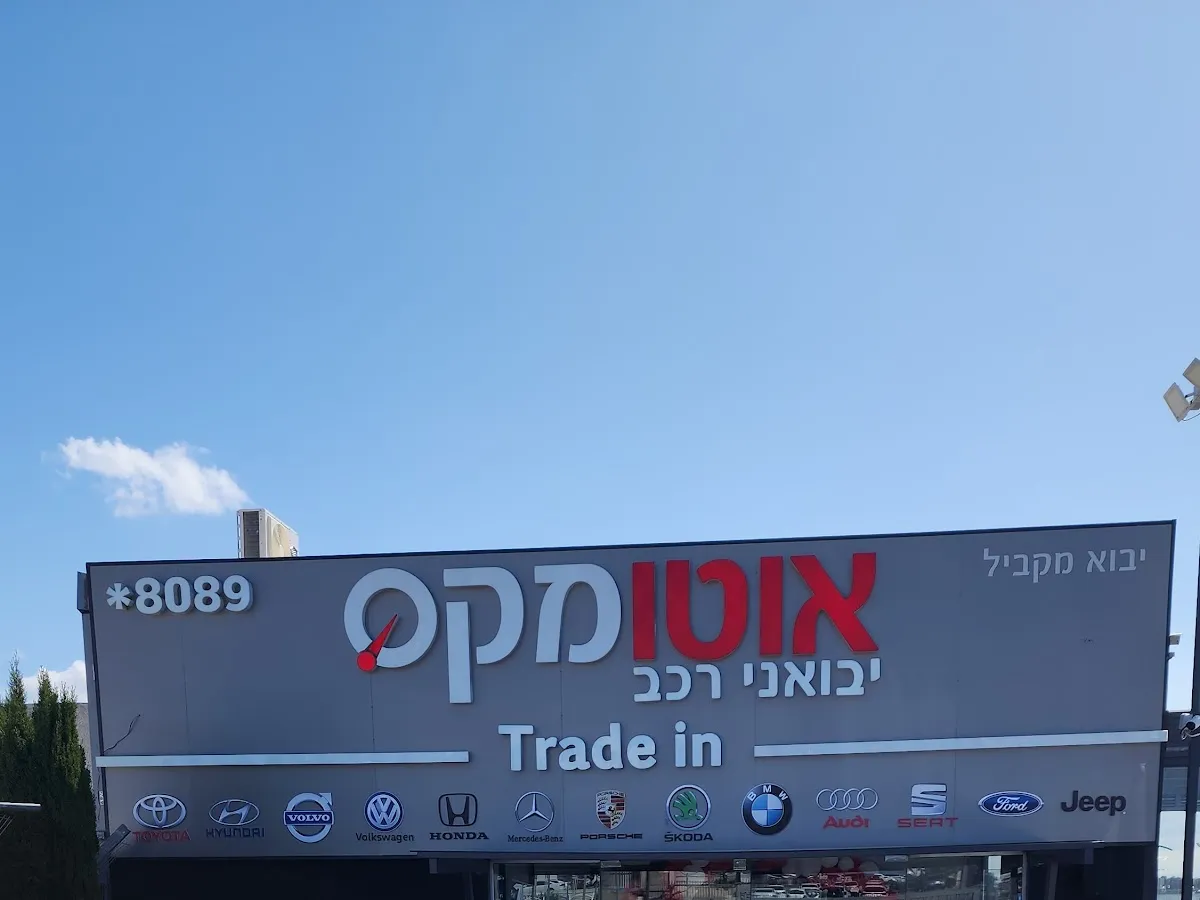 *8089
יבוא מקביל
אוטומקס
יבואני רכב
Trade in
TOYOTA
HYUNDAI
VOLVO
Volkswagen
HONDA
Mercedes-Benz
PORSCHE
ŠKODA
BMW
Audi
SEAT
Ford
Jeep